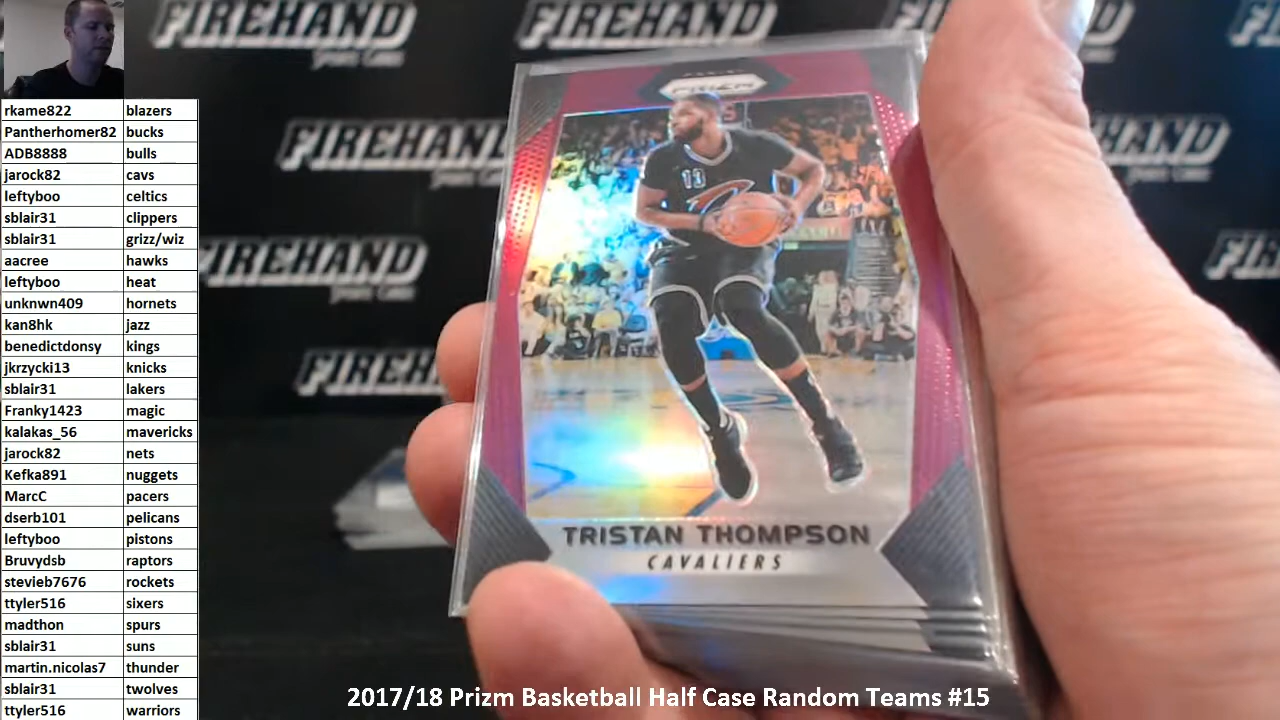 FIREHAND
FIREHAND
FIREHAND
FIREHAND
FIREHAND
Sports Cards
rkame822 blazers
Pantherhomer82 bucks
ADB8888 bulls
jarock82 cavs
leftyboo celtics
sblair31 clippers
sblair31 grizz/wiz
aacree hawks
leftyboo heat
unknwn409 hornets
kan8hk jazz
benedictdonsy kings
jkrzycki13 knicks
sblair31 lakers
Franky1423 magic
kalakas_56 mavericks
jarock82 nets
Kefka891 nuggets
MarcC pacers
dserb101 pelicans
leftyboo pistons
Bruvydsb raptors
stevieb7676 rockets
ttyler516 sixers
madthon spurs
sblair31 suns
martin.nicolas7 thunder
sblair31 twolves
ttyler516 warriors
PRIZM
13
TRISTAN THOMPSON
CAVALIERS
2017/18 Prizm Basketball Half Case Random Teams #15